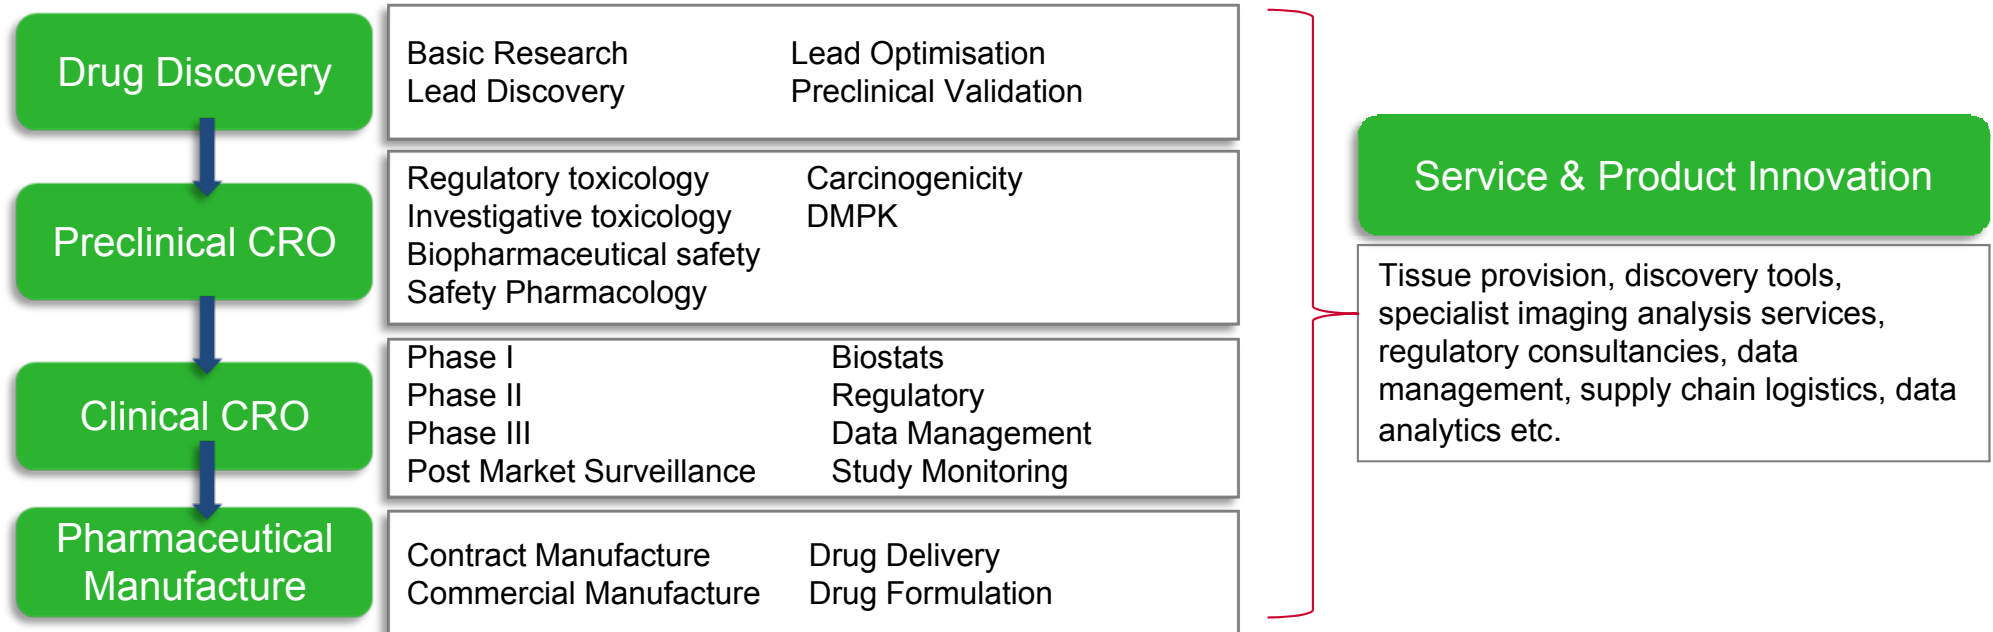 Drug Discovery
Basic Research
Lead Discovery
Lead Optimisation
Preclinical Validation
Preclinical CRO
Regulatory toxicology
Investigative toxicology
Biopharmaceutical safety
Safety Pharmacology
Carcinogenicity
DMPK
Clinical CRO
Phase I
Phase II
Phase III
Post Market Surveillance
Biostats
Regulatory
Data Management
Study Monitoring
Pharmaceutical
Manufacture
Contract Manufacture
Commercial Manufacture
Drug Delivery
Drug Formulation
Service & Product Innovation
Tissue provision, discovery tools,
specialist imaging analysis services,
regulatory consultancies, data
management, supply chain logistics, data
analytics etc.